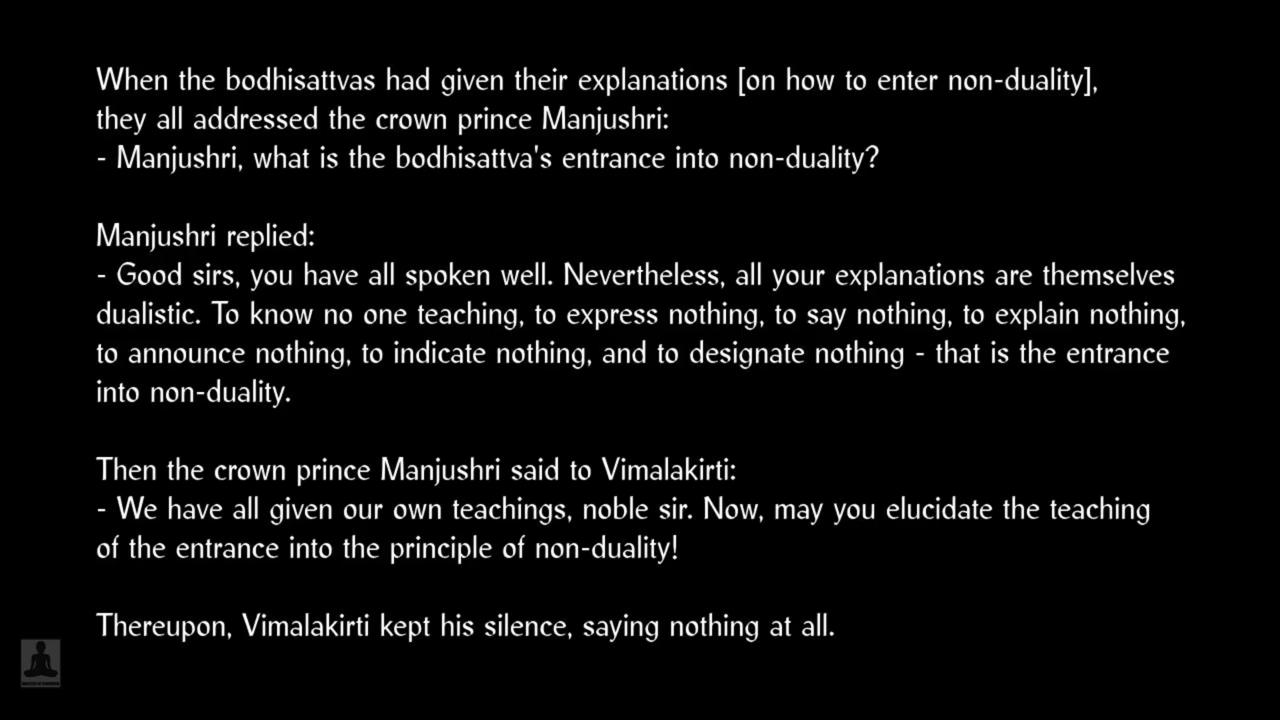 When the bodhisattvas had given their explanations [on how to enter non-duality],
they all addressed the crown prince Manjushri:
- Manjushri, what is the bodhisattva's entrance into non-duality?
Manjushri replied:
- Good sirs, you have all spoken well. Nevertheless, all your explanations are themselves
dualistic. To know no one teaching, to express nothing, to say nothing, to explain nothing,
to announce nothing, to indicate nothing, and to designate nothing - that is the entrance
into non-duality.
Then the crown prince Manjushri said to Vimalakirti:
- We have all given our own teachings, noble sir. Now, may you elucidate the teaching
of the entrance into the principle of non-duality!
Thereupon, Vimalakirti kept his silence, saying nothing at all.